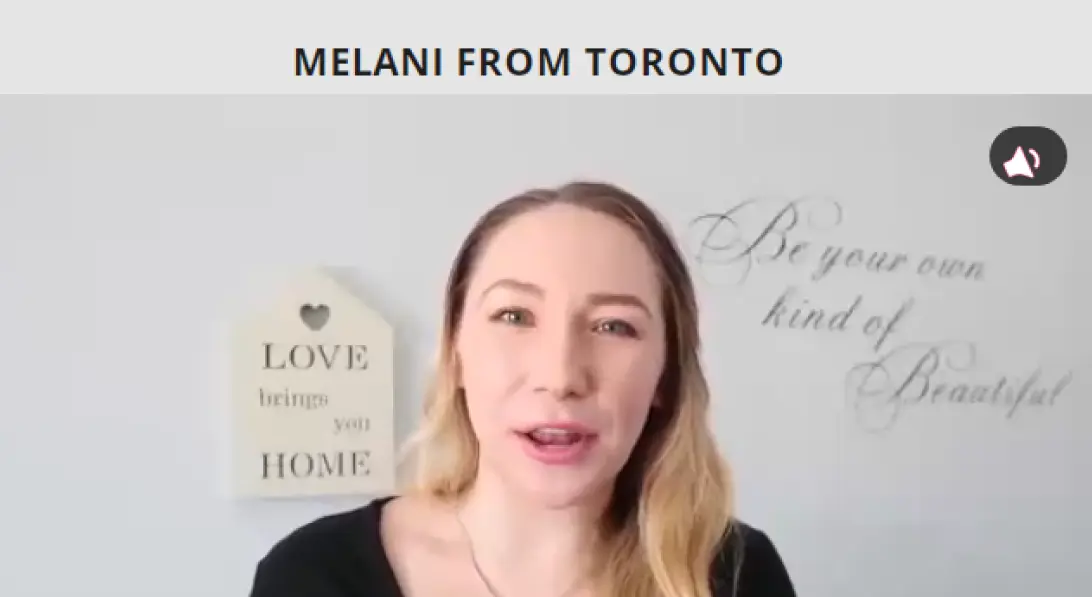 MELANI FROM TORONTO
LOVE
brings
you
HOME
Be your own
kind of
Beautiful